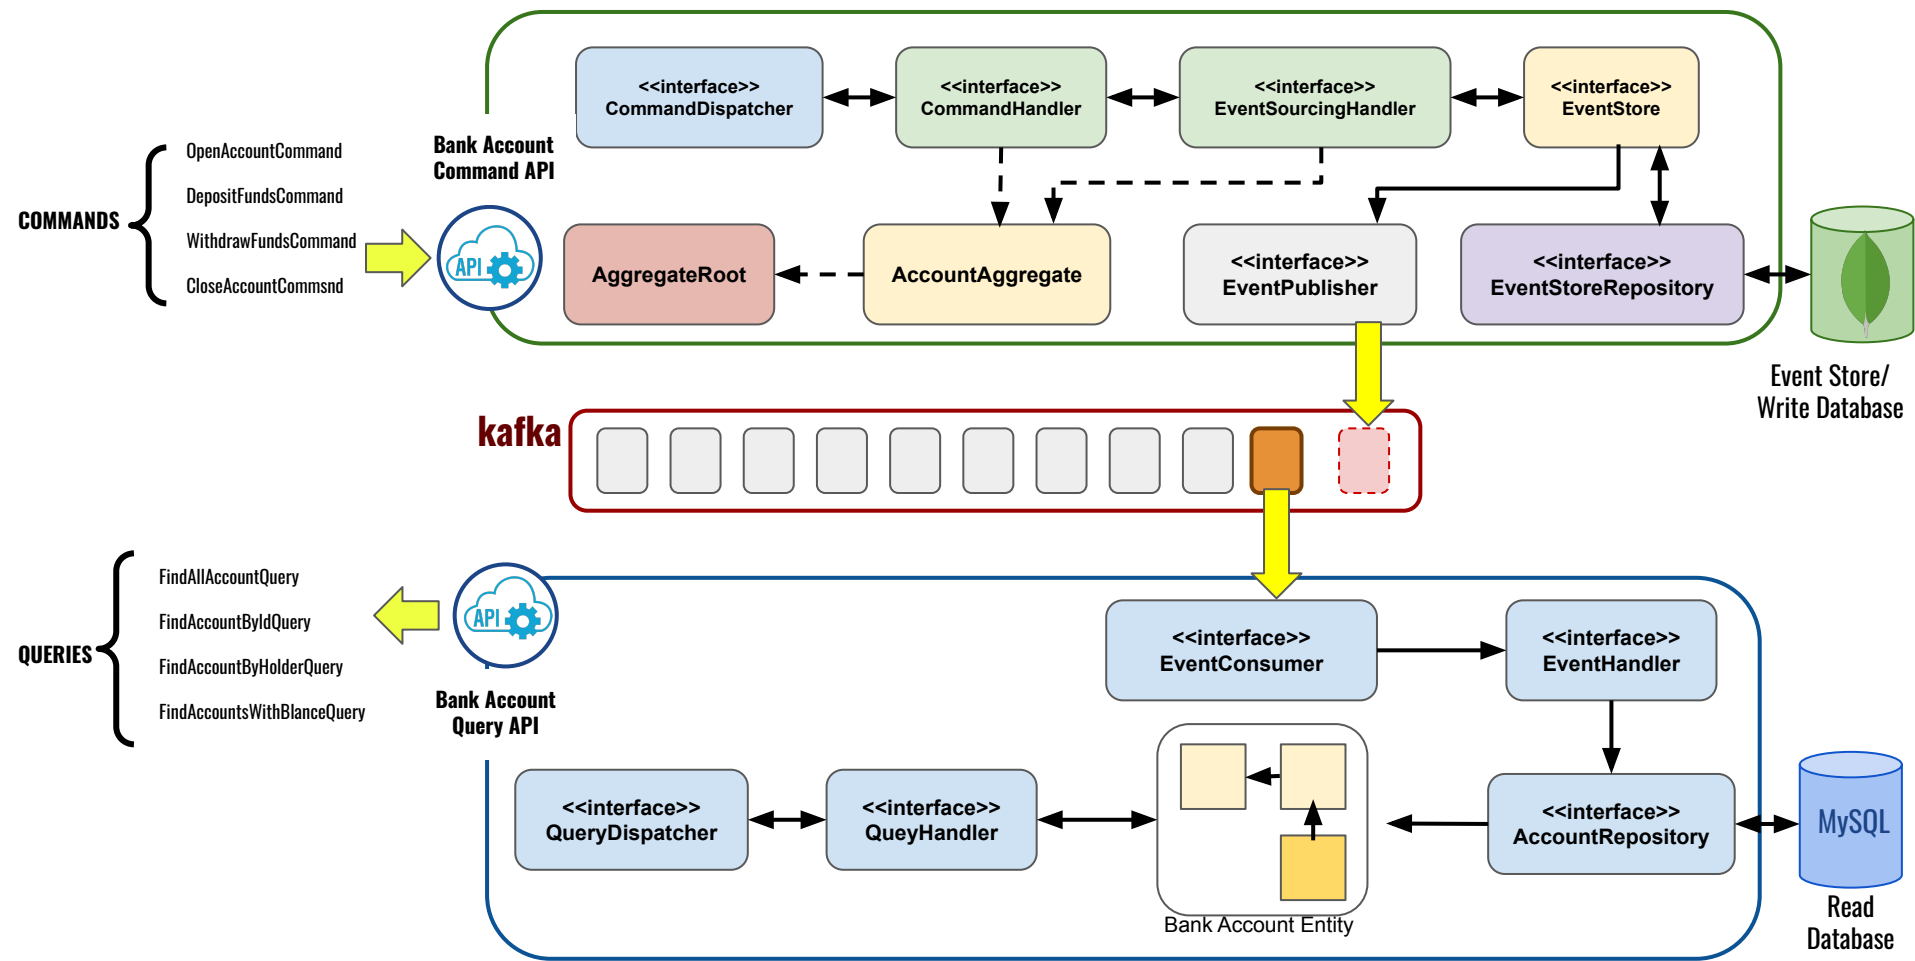 <<interface>>
CommandDispatcher
<<interface>>
CommandHandler
<<interface>>
EventSourcingHandler
<<interface>>
EventStore
Bank Account
Command API
OpenAccountCommand
DepositFundsCommand
WithdrawFundsCommand
CloseAccountCommsnd
COMMANDS
API
AggregateRoot
AccountAggregate
<<interface>>
EventPublisher
<<interface>>
EventStoreRepository
Event Store/
Write Database
kafka
FindAllAccountQuery
FindAccountByIdQuery
FindAccountByHolderQuery
FindAccountsWithBlanceQuery
QUERIES
API
Bank Account
Query API
<<interface>>
EventConsumer
<<interface>>
EventHandler
<<interface>>
QueryDispatcher
<<interface>>
QueyHandler
Bank Account Entity
<<interface>>
AccountRepository
MySQL
Read
Database